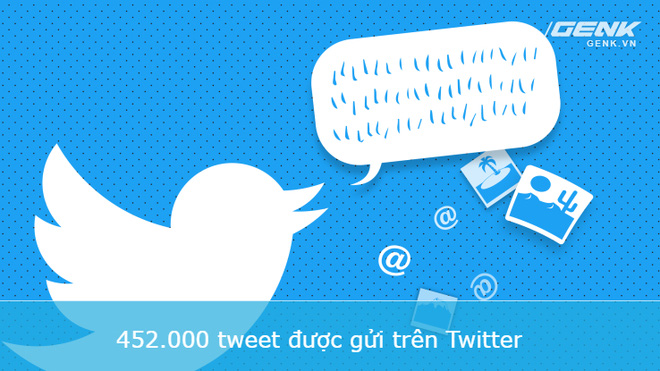 GENK
GENK.VN
@
@
@
452.000 tweet được gửi trên Twitter